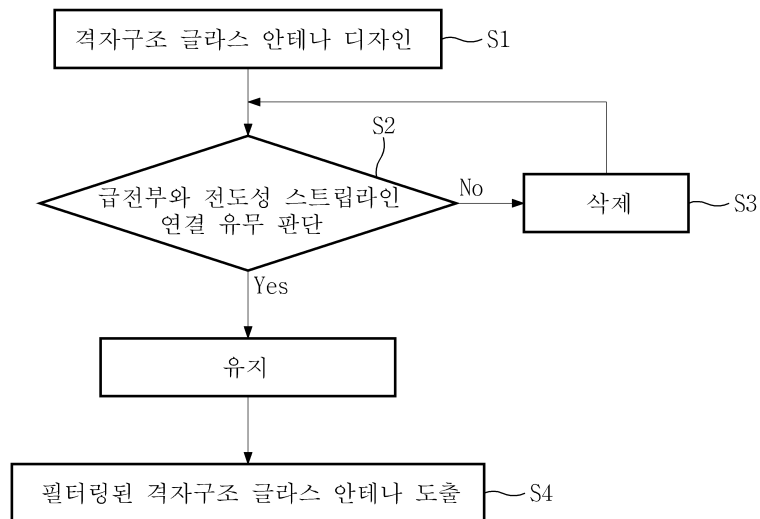 격자구조 글라스 안테나 디자인
S1
S2
급전부와 전도성 스트립라인
연결 유무 판단
No
삭제
S3
Yes
유지
필터링된 격자구조 글라스 안테나 도출
S4